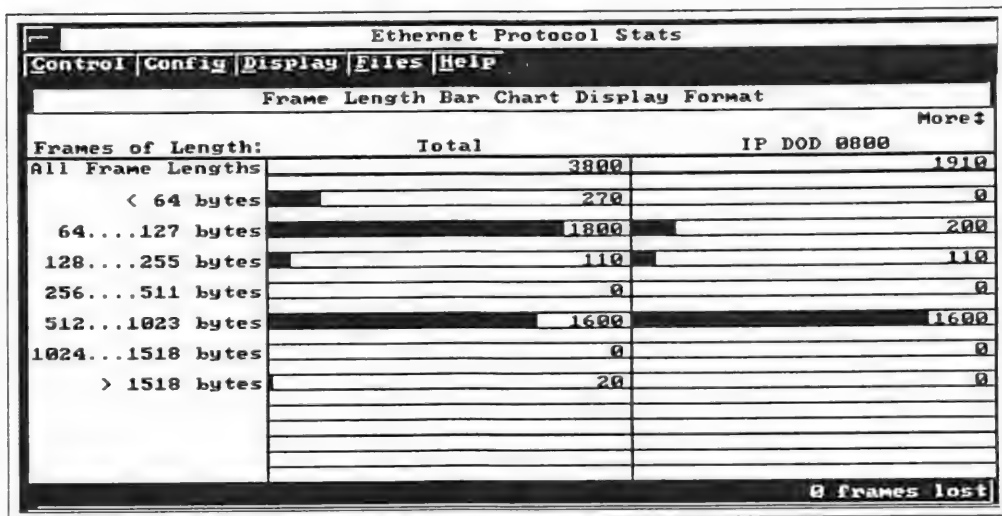 Ethernet Protocol Stats
Control Config Display Files Help
Frame Length Bar Chart Display Format
More↕
Frames of Length: Total IP DOD 0800
All Frame Lengths 3800 1910
< 64 bytes 270 0
64....127 bytes 1800 200
128....255 bytes 110 110
256....511 bytes 0 0
512...1023 bytes 1600 1600
1024...1518 bytes 0 0
> 1518 bytes 20 0
0 frames lost